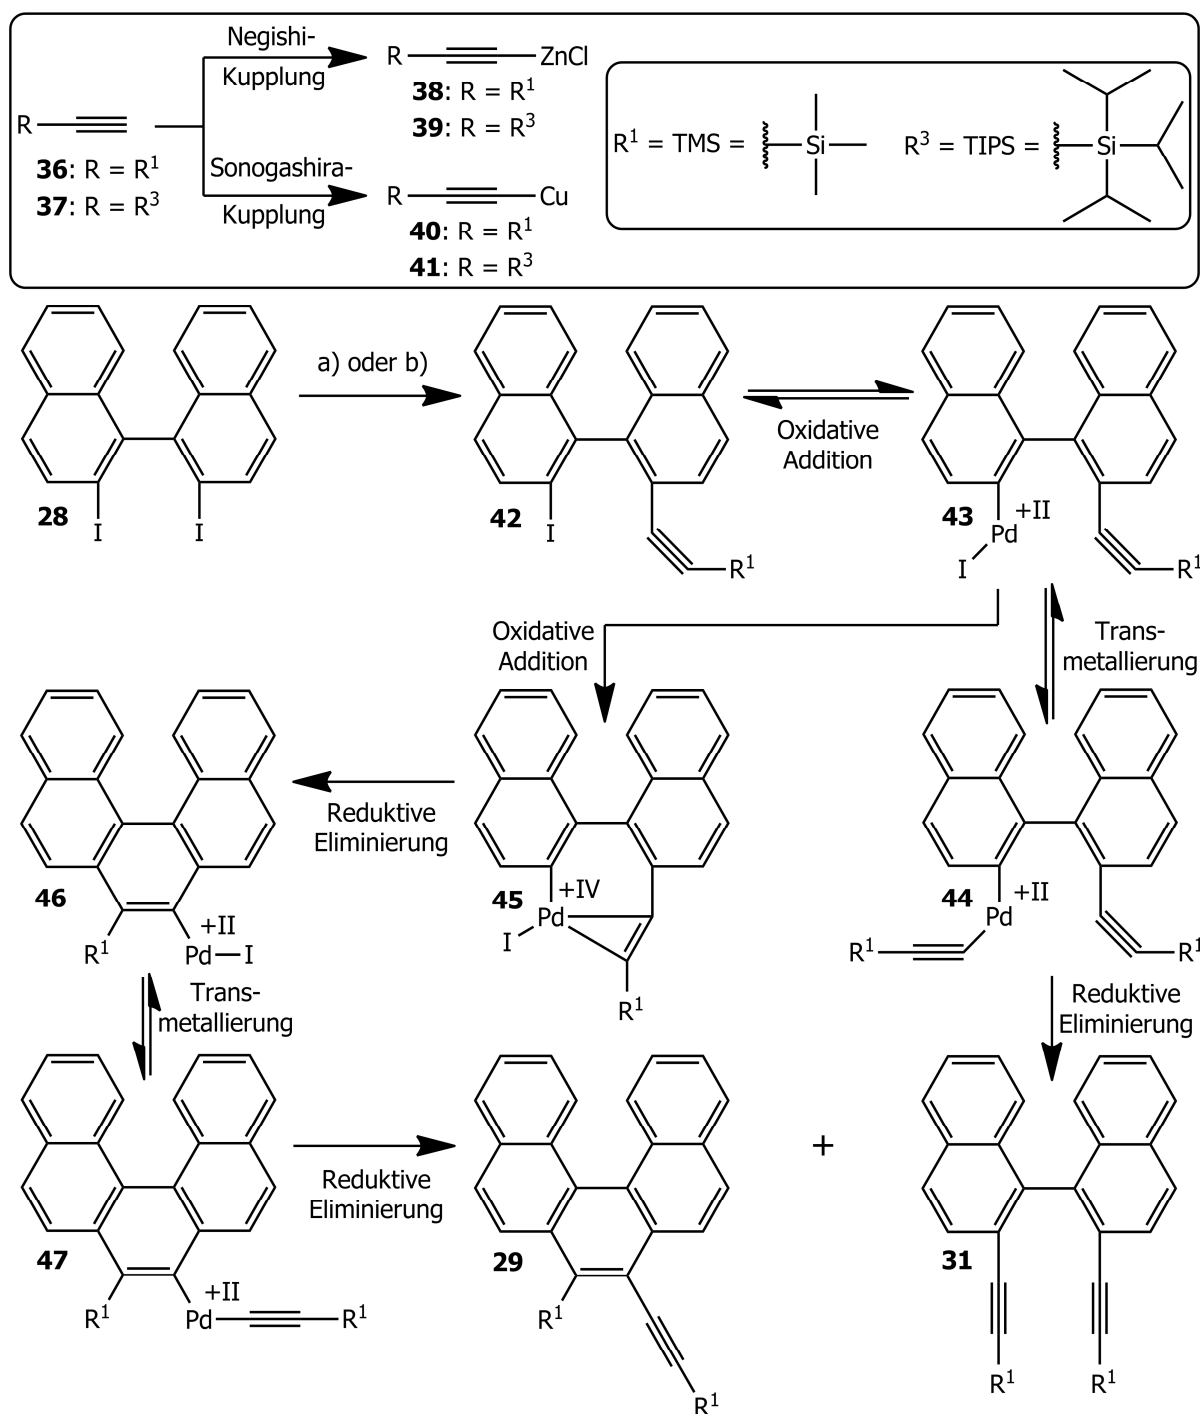 Negishi-
Kupplung
R
ZnCl
38: R = R¹
39: R = R³
R
36: R = R¹
37: R = R³
Sonogashira-
Kupplung
R
Cu
40: R = R¹
41: R = R³
R¹ = TMS =
Si
R³ = TIPS =
Si
28
I
I
a) oder b)
42
I
R¹
Oxidative
Addition
43
+II
Pd
I
R¹
Oxidative
Addition
Trans-
metallierung
46
R¹
+II
Pd
I
Reduktive
Eliminierung
45
+IV
Pd
I
R¹
44
+II
Pd
R¹
R¹
Trans-
metallierung
Reduktive
Eliminierung
47
R¹
+II
Pd
R¹
Reduktive
Eliminierung
29
R¹
R¹
+
31
R¹
R¹